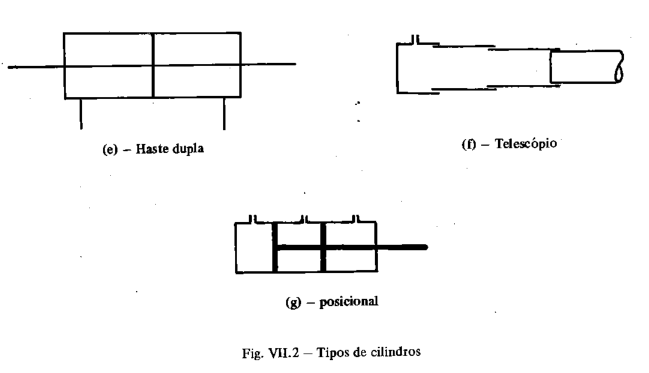 (e) – Haste dupla
(f) – Telescópio
(g) – posicional
Fig. VII.2 – Tipos de cilindros